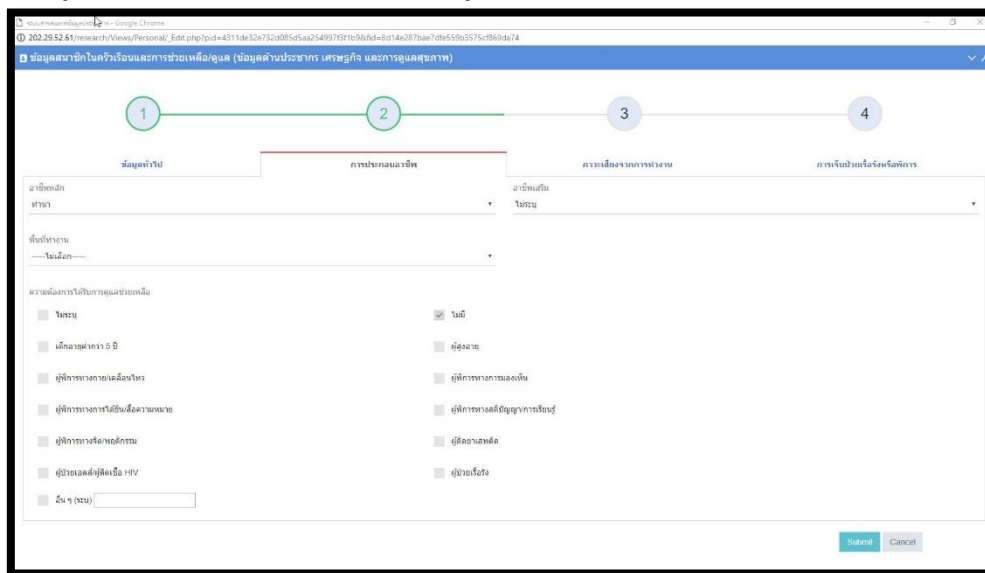 - Google Chrome
202.29.52.61/research/Views/Personal/_Edit.php?pid=4311de32e732d085d5aa254997f3f1b9&fid=8d14e287bae7dfe559b3575cf869da74
ข้อมูลสมาชิกในครัวเรือนและการช่วยเหลือ/ดูแล (ข้อมูลด้านประชากร เศรษฐกิจ และการดูแลสุขภาพ)
1 2 3 4
ข้อมูลทั่วไป การประกอบอาชีพ ภาวะเสี่ยงจากการทำงาน การเจ็บป่วยเรื้อรังหรือพิการ
อาชีพหลัก อาชีพเสริม
ทำนา ไม่ระบุ
พื้นที่ทำงาน
-----ไม่เลือก-----
ความต้องการได้รับการดูแลช่วยเหลือ
ไม่ระบุ ไม่มี
เด็กอายุต่ำกว่า 5 ปี ผู้สูงอายุ
ผู้พิการทางกาย/เคลื่อนไหว ผู้พิการทางการมองเห็น
ผู้พิการทางการได้ยิน/สื่อความหมาย ผู้พิการทางสติปัญญา/การเรียนรู้
ผู้พิการทางจิต/พฤติกรรม ผู้ติดยาเสพติด
ผู้ป่วยเอดส์/ผู้ติดเชื้อ HIV ผู้ป่วยเรื้อรัง
อื่น ๆ (ระบุ)
Submit Cancel